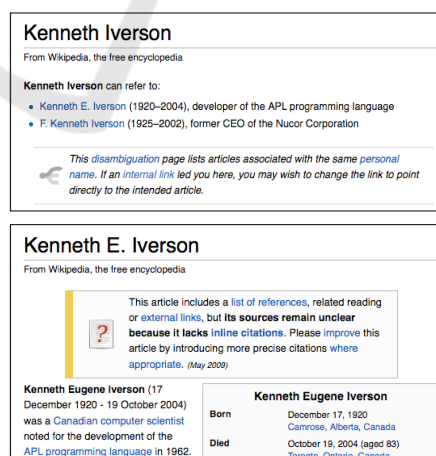 Kenneth Iverson
From Wikipedia, the free encyclopedia
Kenneth Iverson can refer to:
• Kenneth E. Iverson (1920–2004), developer of the APL programming language
• F. Kenneth Iverson (1925–2002), former CEO of the Nucor Corporation
This disambiguation page lists articles associated with the same personal
name. If an internal link led you here, you may wish to change the link to point
directly to the intended article.
Kenneth E. Iverson
From Wikipedia, the free encyclopedia
This article includes a list of references, related reading
or external links, but its sources remain unclear
because it lacks inline citations. Please improve this
article by introducing more precise citations where
appropriate. (May 2009)
Kenneth Eugene Iverson (17
December 1920 - 19 October 2004)
was a Canadian computer scientist
noted for the development of the
APL programming language in 1962.
Kenneth Eugene Iverson
Born December 17, 1920
Camrose, Alberta, Canada
Died October 19, 2004 (aged 83)
Toronto, Ontario, Canada